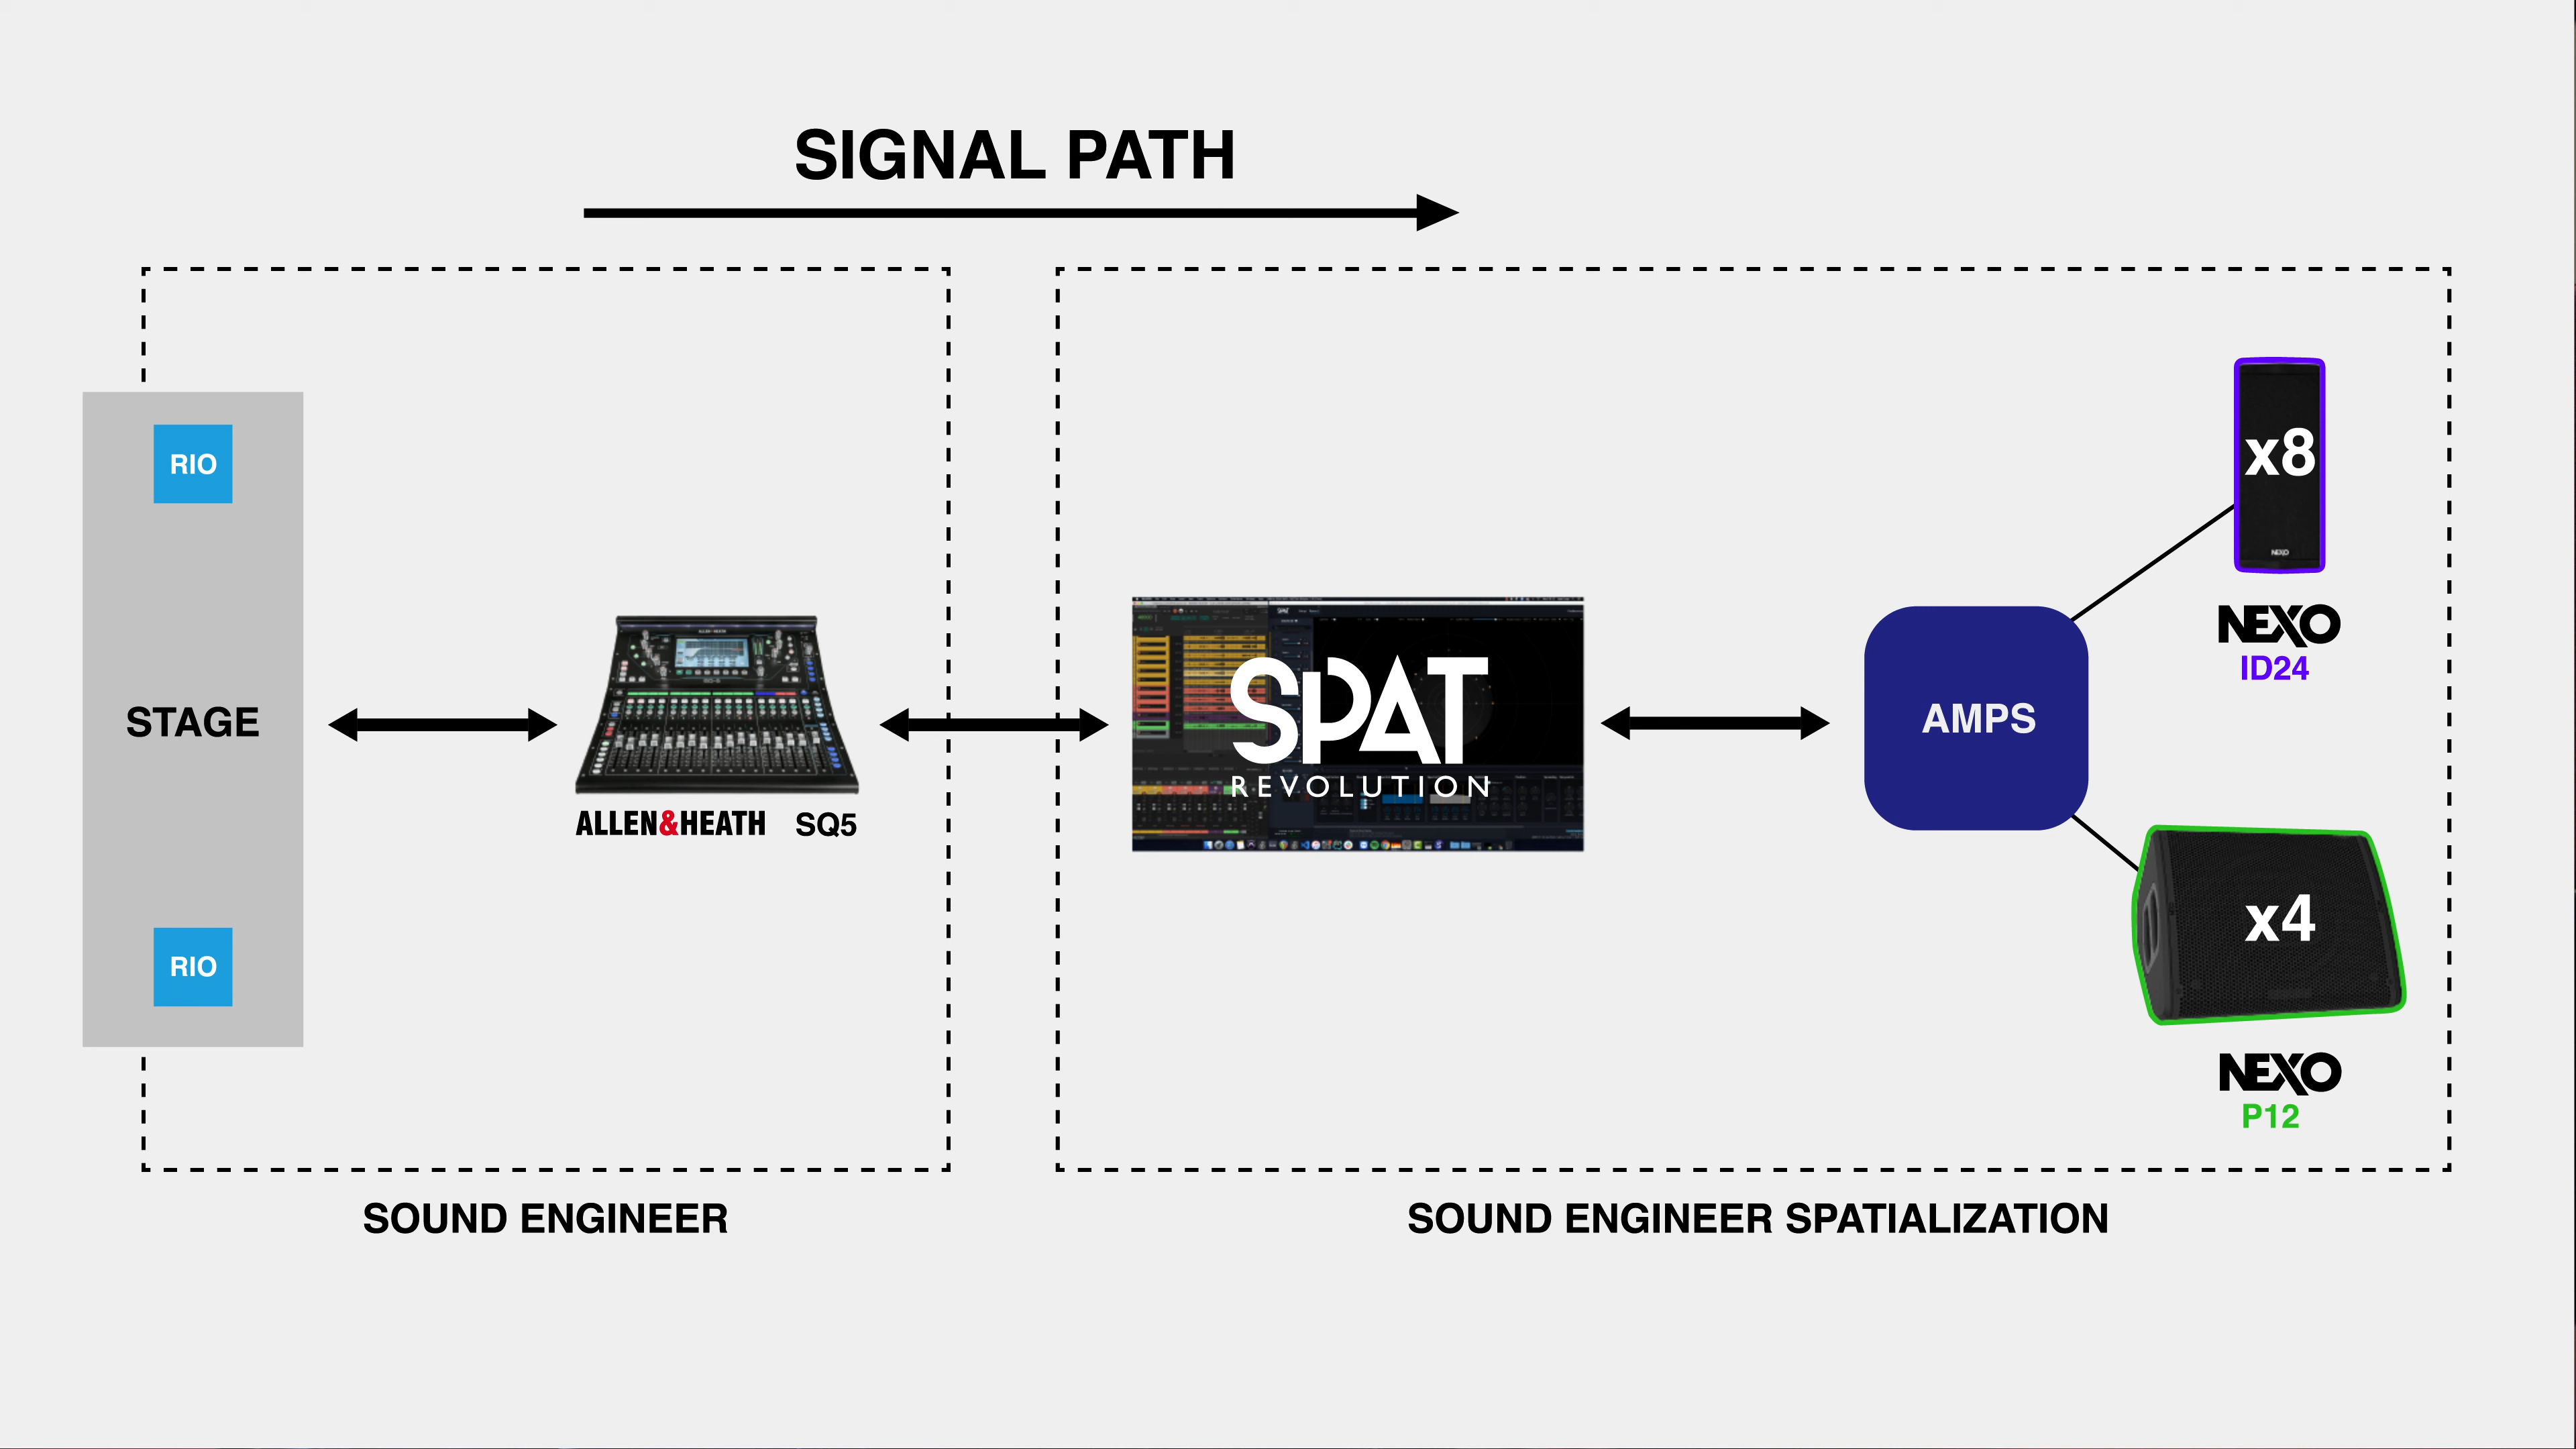 SIGNAL PATH
RIO
STAGE
RIO
ALLEN&HEATH SQ5
SPAT
REVOLUTION
AMPS
x8
NEXO
NEXO
ID24
x4
NEXO
P12
SOUND ENGINEER
SOUND ENGINEER SPATIALIZATION